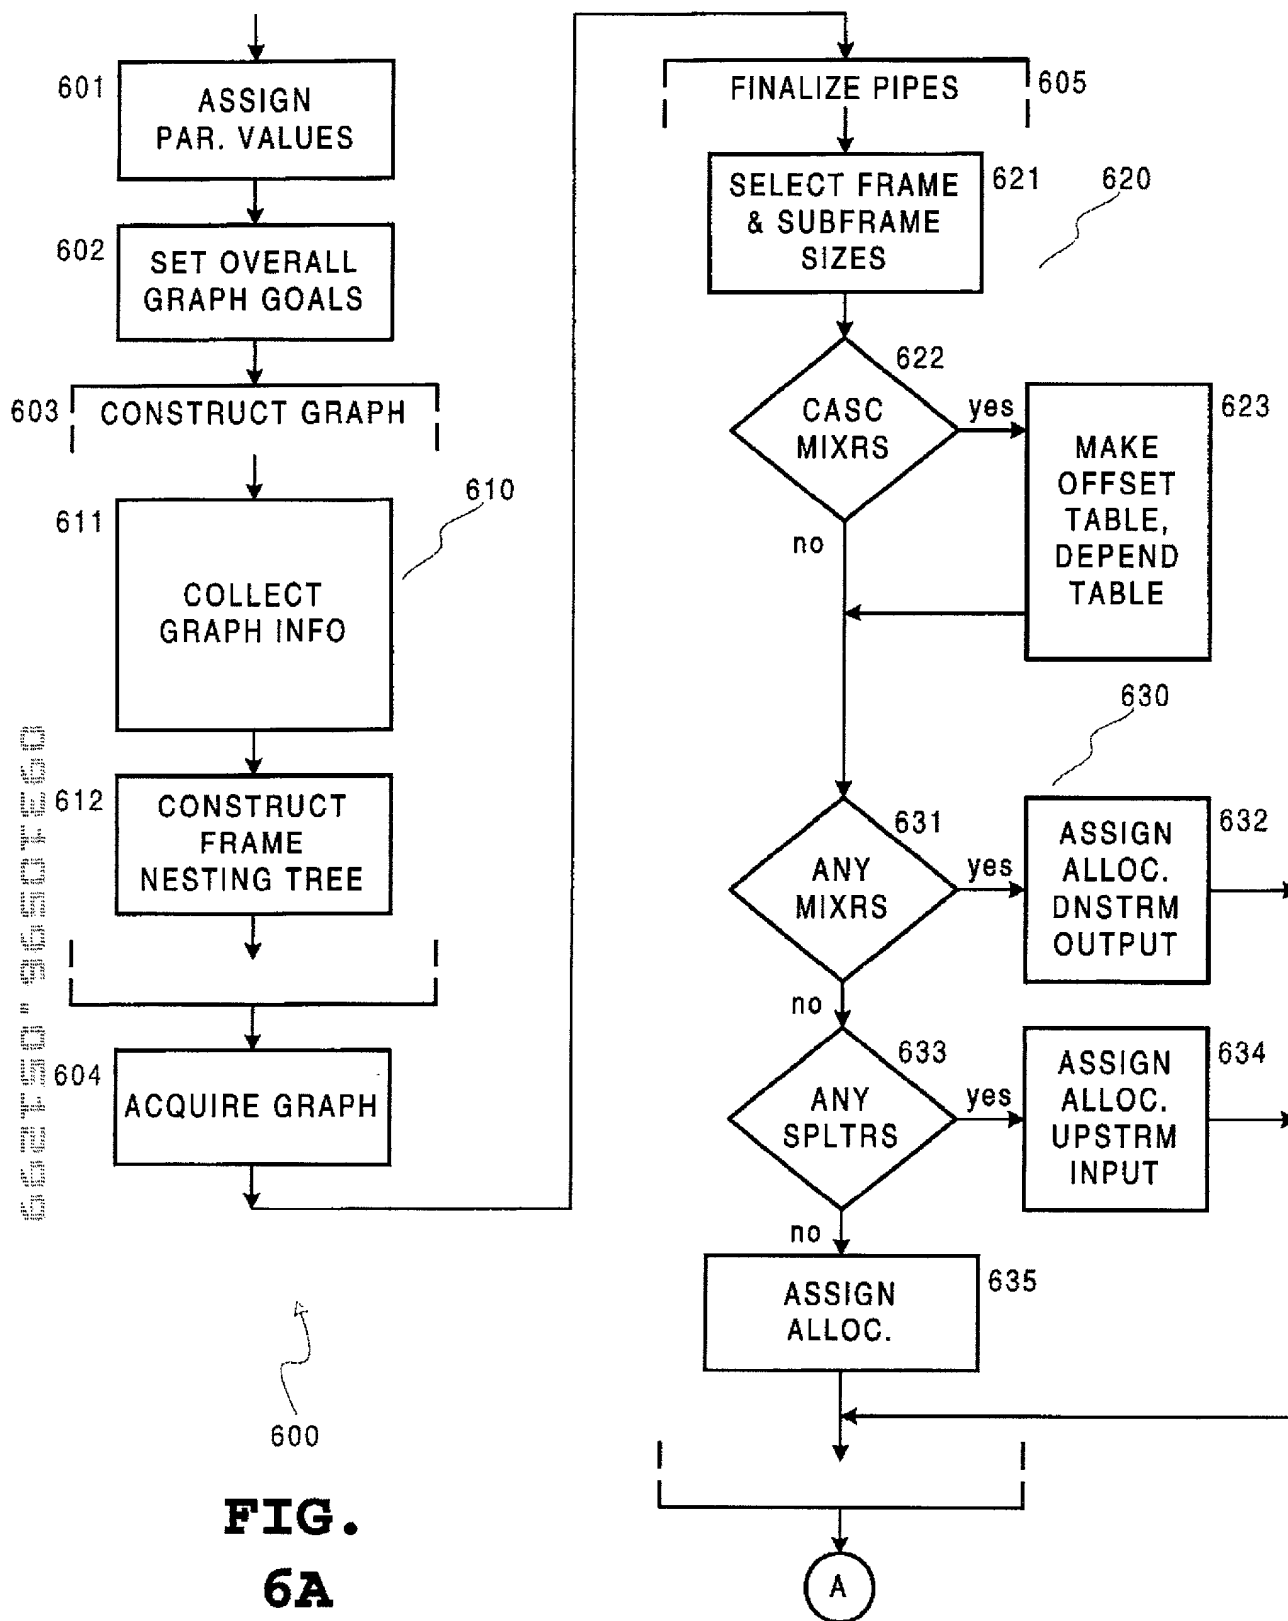 601
ASSIGN
PAR. VALUES
602
SET OVERALL
GRAPH GOALS
603
CONSTRUCT GRAPH
610
611
COLLECT
GRAPH INFO
612
CONSTRUCT
FRAME
NESTING TREE
604
ACQUIRE GRAPH
600
FIG.
6A
FINALIZE PIPES
605
SELECT FRAME
& SUBFRAME
SIZES
621
620
622
CASC
MIXRS
yes
no
623
MAKE
OFFSET
TABLE,
DEPEND
TABLE
630
631
ANY
MIXRS
yes
no
632
ASSIGN
ALLOC.
DNSTRM
OUTPUT
633
ANY
SPLTRS
yes
no
634
ASSIGN
ALLOC.
UPSTRM
INPUT
635
ASSIGN
ALLOC.
A